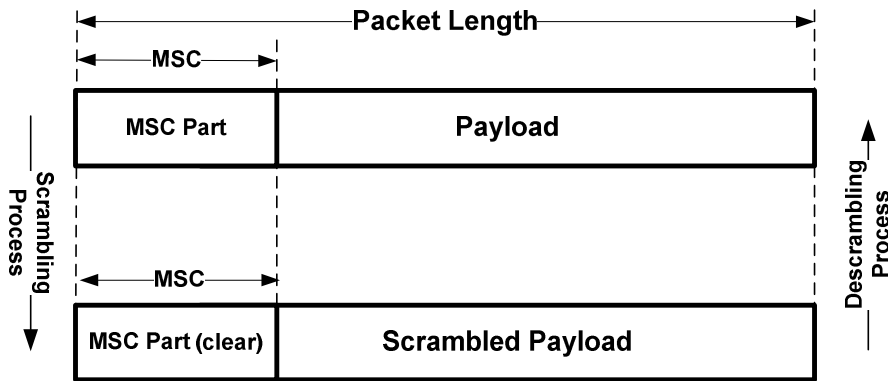 Packet Length
MSC
MSC Part
Payload
Scrambling
Process
Descrambling
Process
MSC
MSC Part (clear)
Scrambled Payload